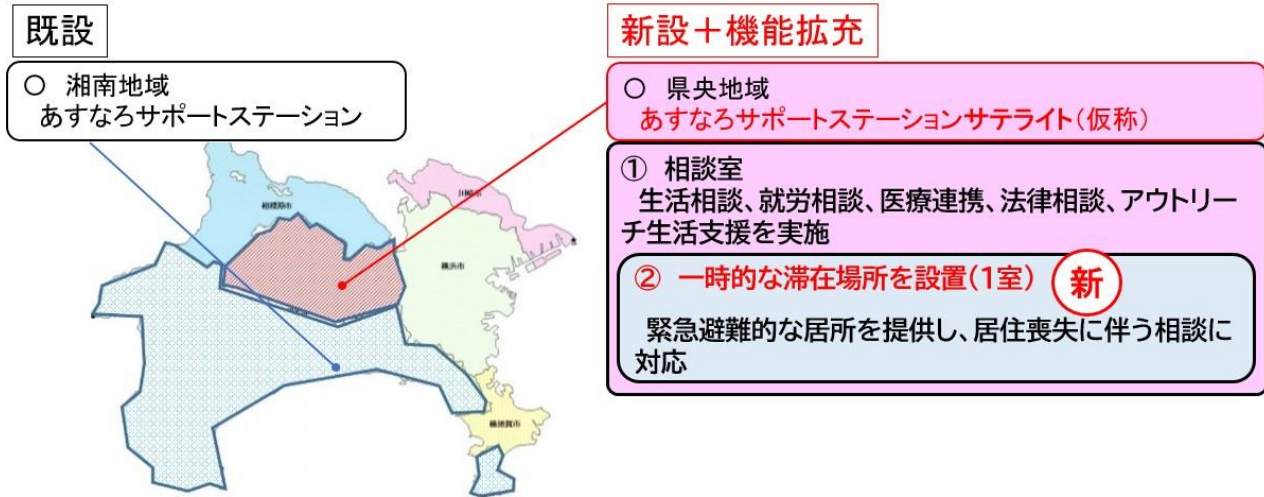 既設
○ 湘南地域
あすなろサポートステーション
新設＋機能拡充
○ 県央地域
あすなろサポートステーションサテライト(仮称)
① 相談室
生活相談、就労相談、医療連携、法律相談、アウトリー
チ生活支援を実施
② 一時的な滞在場所を設置(1室)
新
緊急避難的な居所を提供し、居住喪失に伴う相談に
対応
相模原市
川崎市
横浜市
横須賀市